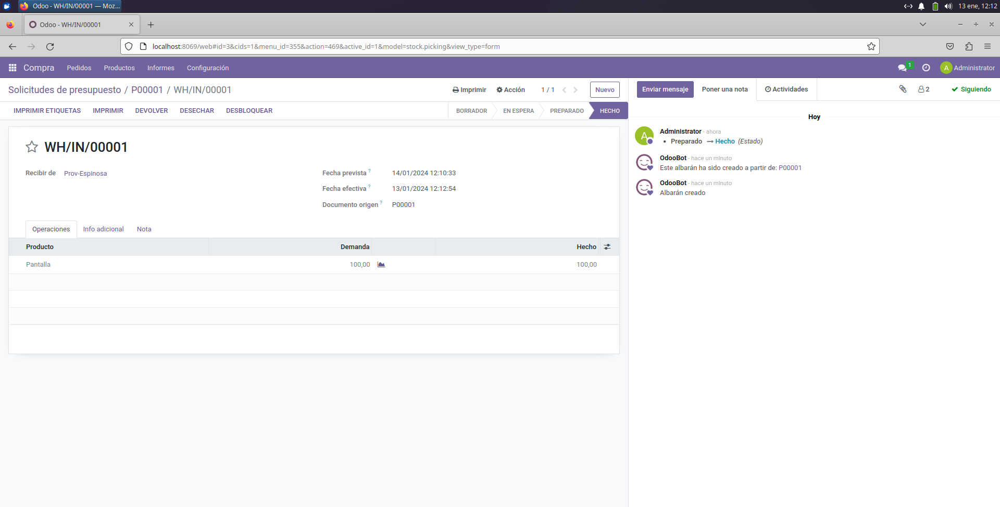 Odoo - WH/IN/00001 — Moz...
13 ene, 12:12
Odoo - WH/IN/00001
localhost:8069/web#id=3&cids=1&menu_id=355&action=469&active_id=1&model=stock.picking&view_type=form
Compra Pedidos Productos Informes Configuración 1 A Administrator
Solicitudes de presupuesto / P00001 / WH/IN/00001 Imprimir Acción 1 / 1 Nuevo
Enviar mensaje Poner una nota Actividades 2 Siguiendo
IMPRIMIR ETIQUETAS IMPRIMIR DEVOLVER DESECHAR DESBLOQUEAR BORRADOR EN ESPERA PREPARADO HECHO
WH/IN/00001
Recibir de Prov-Espinosa
Fecha prevista ? 14/01/2024 12:10:33
Fecha efectiva ? 13/01/2024 12:12:54
Documento origen ? P00001
Operaciones Info adicional Nota
Producto Demanda Hecho
Pantalla 100,00 100,00
Hoy
A
Administrator - ahora
• Preparado → Hecho (Estado)
OdooBot - hace un minuto
Este albarán ha sido creado a partir de: P00001
OdooBot - hace un minuto
Albarán creado